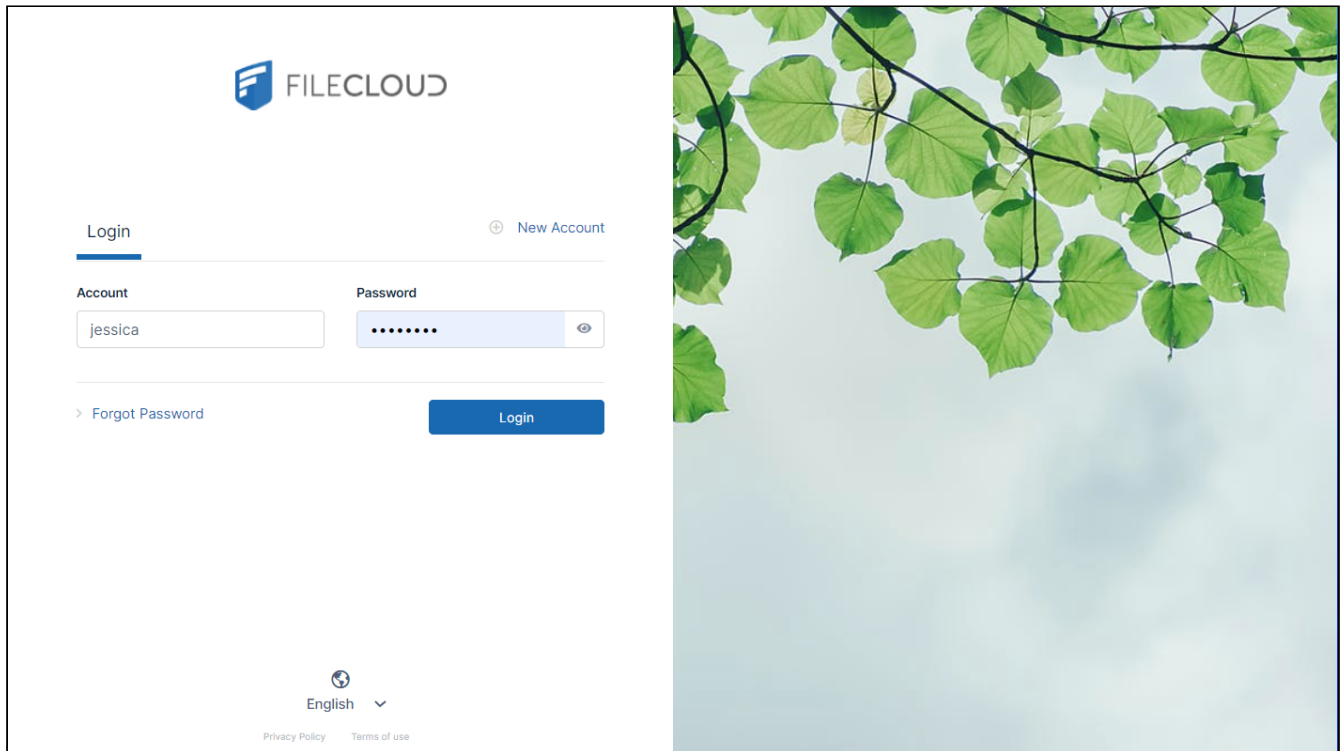 FILECLOUD
Login
New Account
Account
Password
jessica
••••••••
Forgot Password
Login
English
Privacy Policy
Terms of use